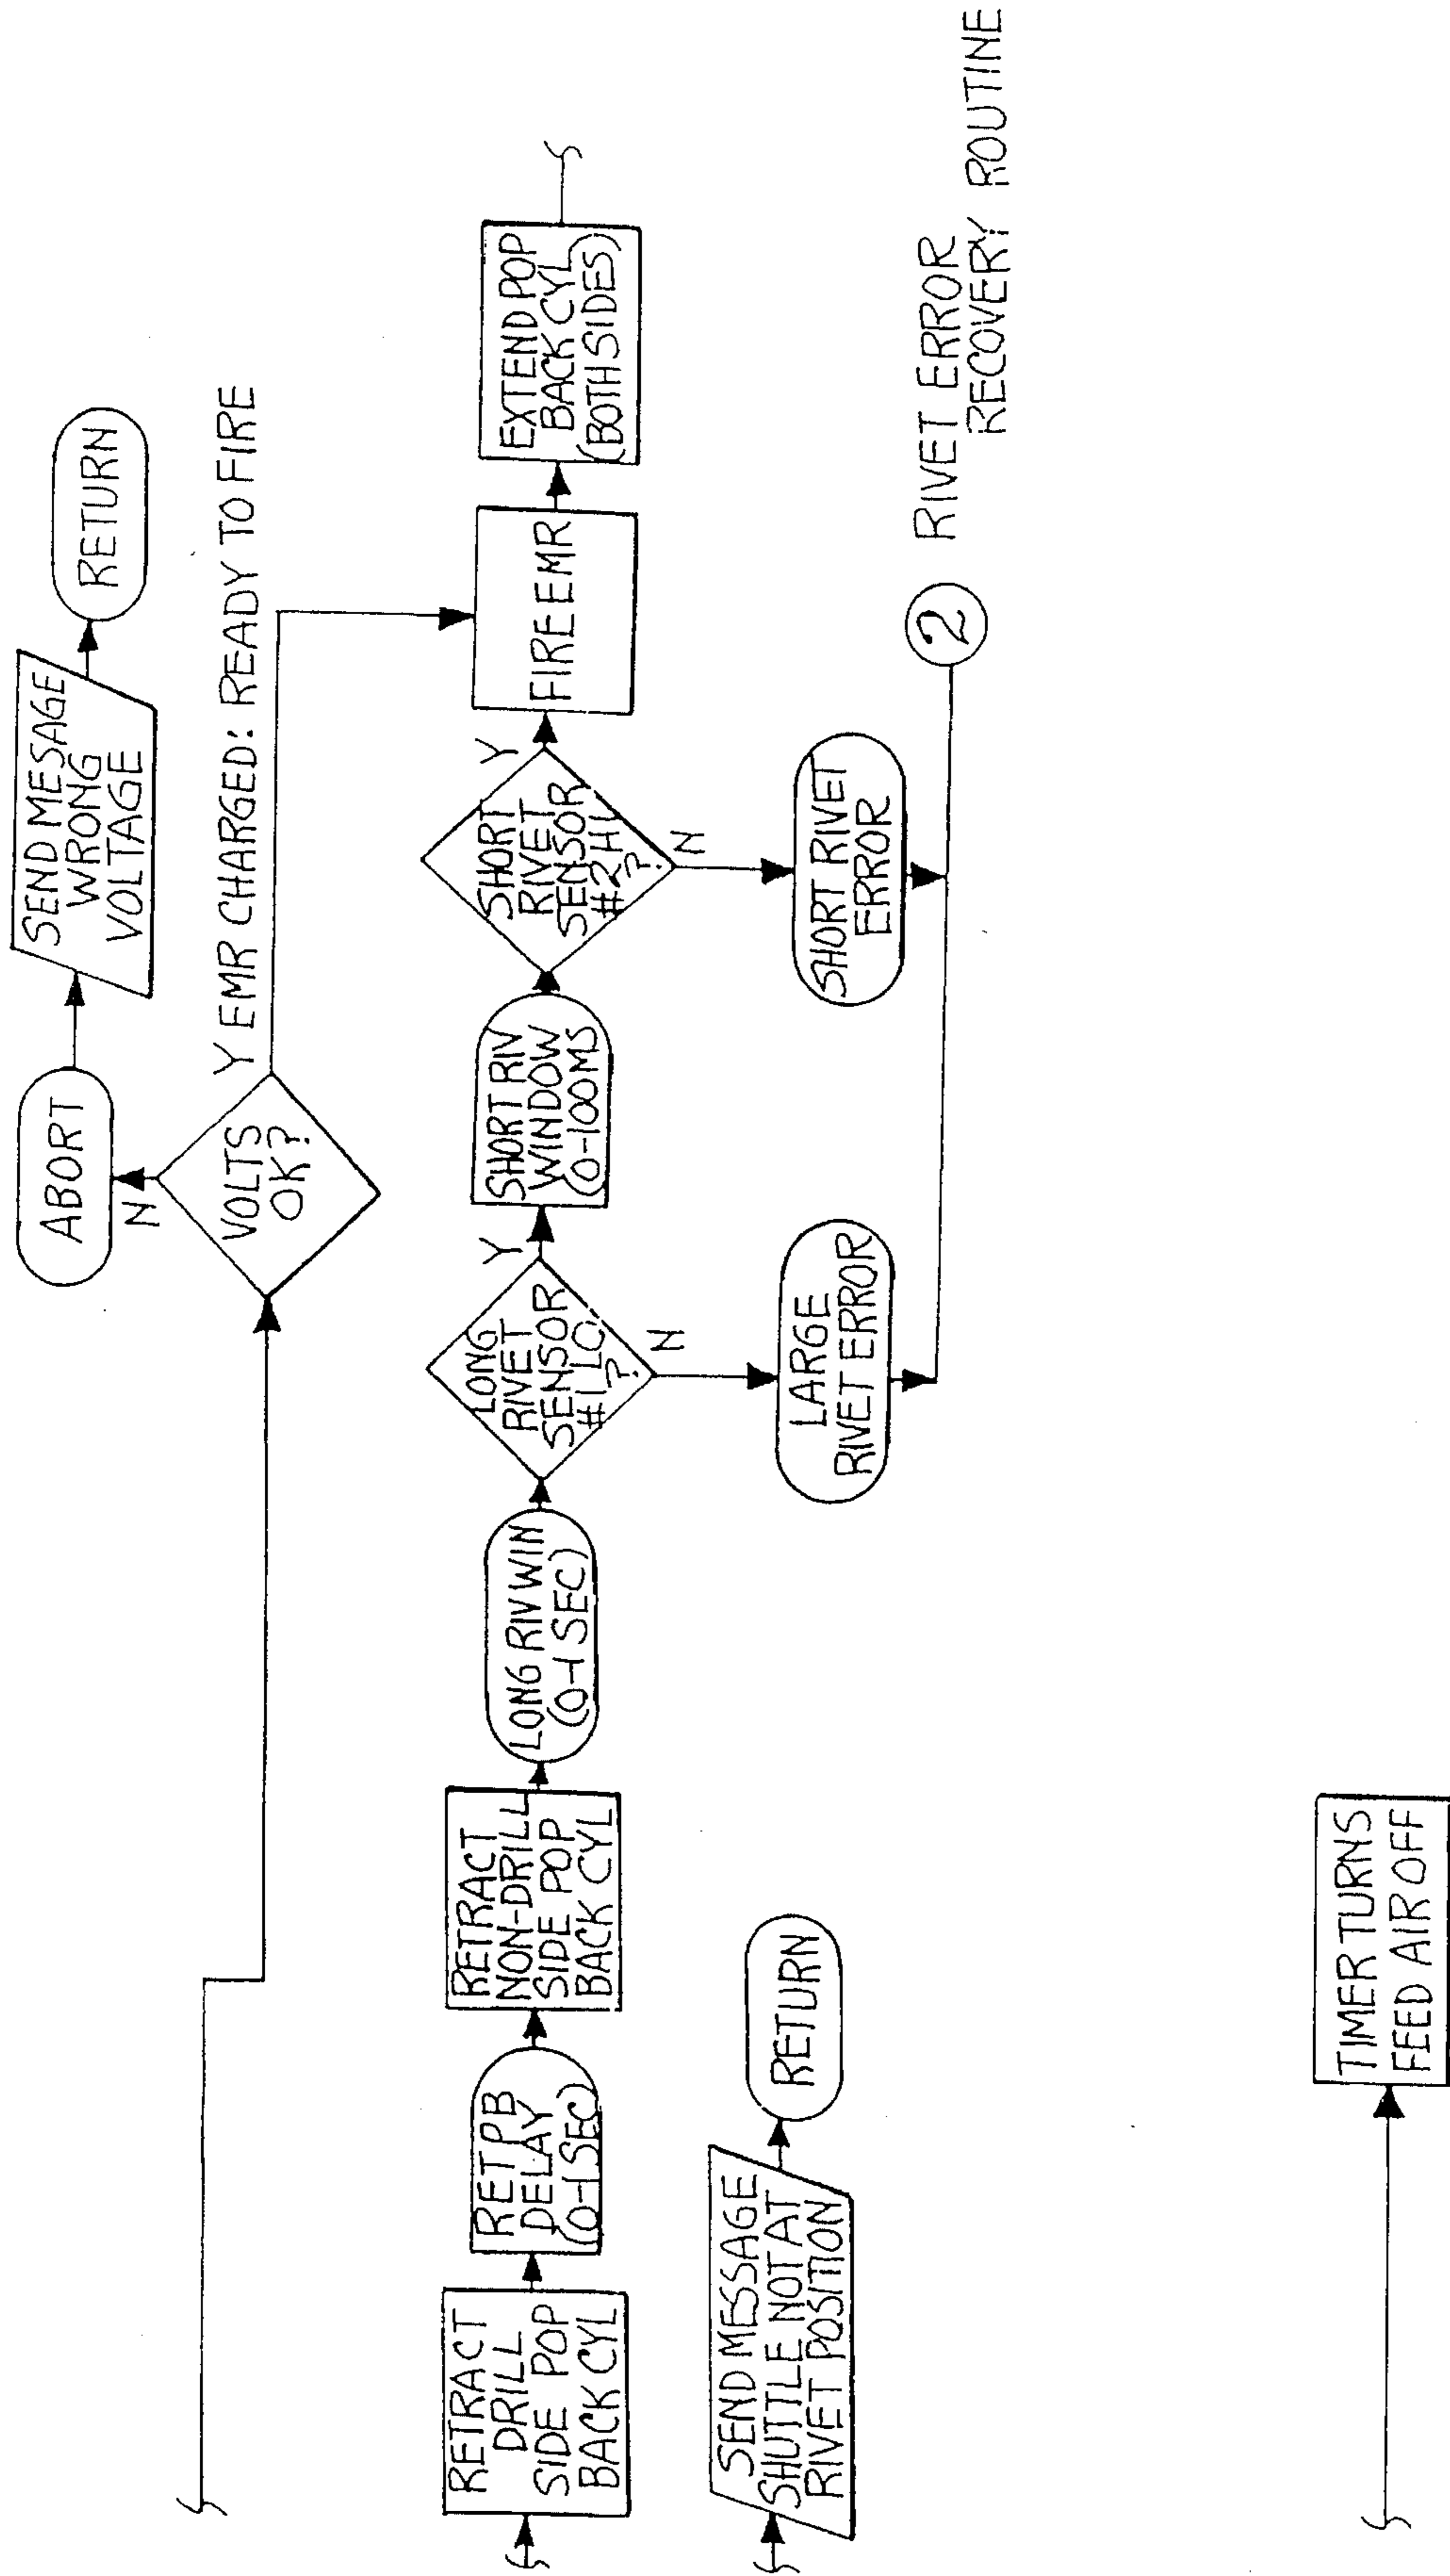 SEND MESAGE
WRONG
VOLTAGE
RETURN
ABORT
N
VOLTS
OK?
Y EMR CHARGED: READY TO FIRE
RETRACT
DRILL
SIDE POP
BACK CYL
RET PB
DELAY
(0-1 SEC)
RETRACT
NON-DRILL
SIDE POP
BACK CYL
LONG RIV WIN
(0-1 SEC)
LONG
RIVET
SENSOR
#1 LO
?
Y
N
SHORT RIV
WINDOW
(0-100MS
SHORT
RIVET
SENSOR
#2 HI
?
Y
N
FIRE EMR
EXTEND POP
BACK CYL
(BOTH SIDES)
LARGE
RIVET ERROR
SHORT RIVET
ERROR
2
RIVET ERROR
RECOVERY ROUTINE
SEND MESSAGE
SHUTTLE NOT AT
RIVET POSITION
RETURN
TIMER TURNS
FEED AIR OFF